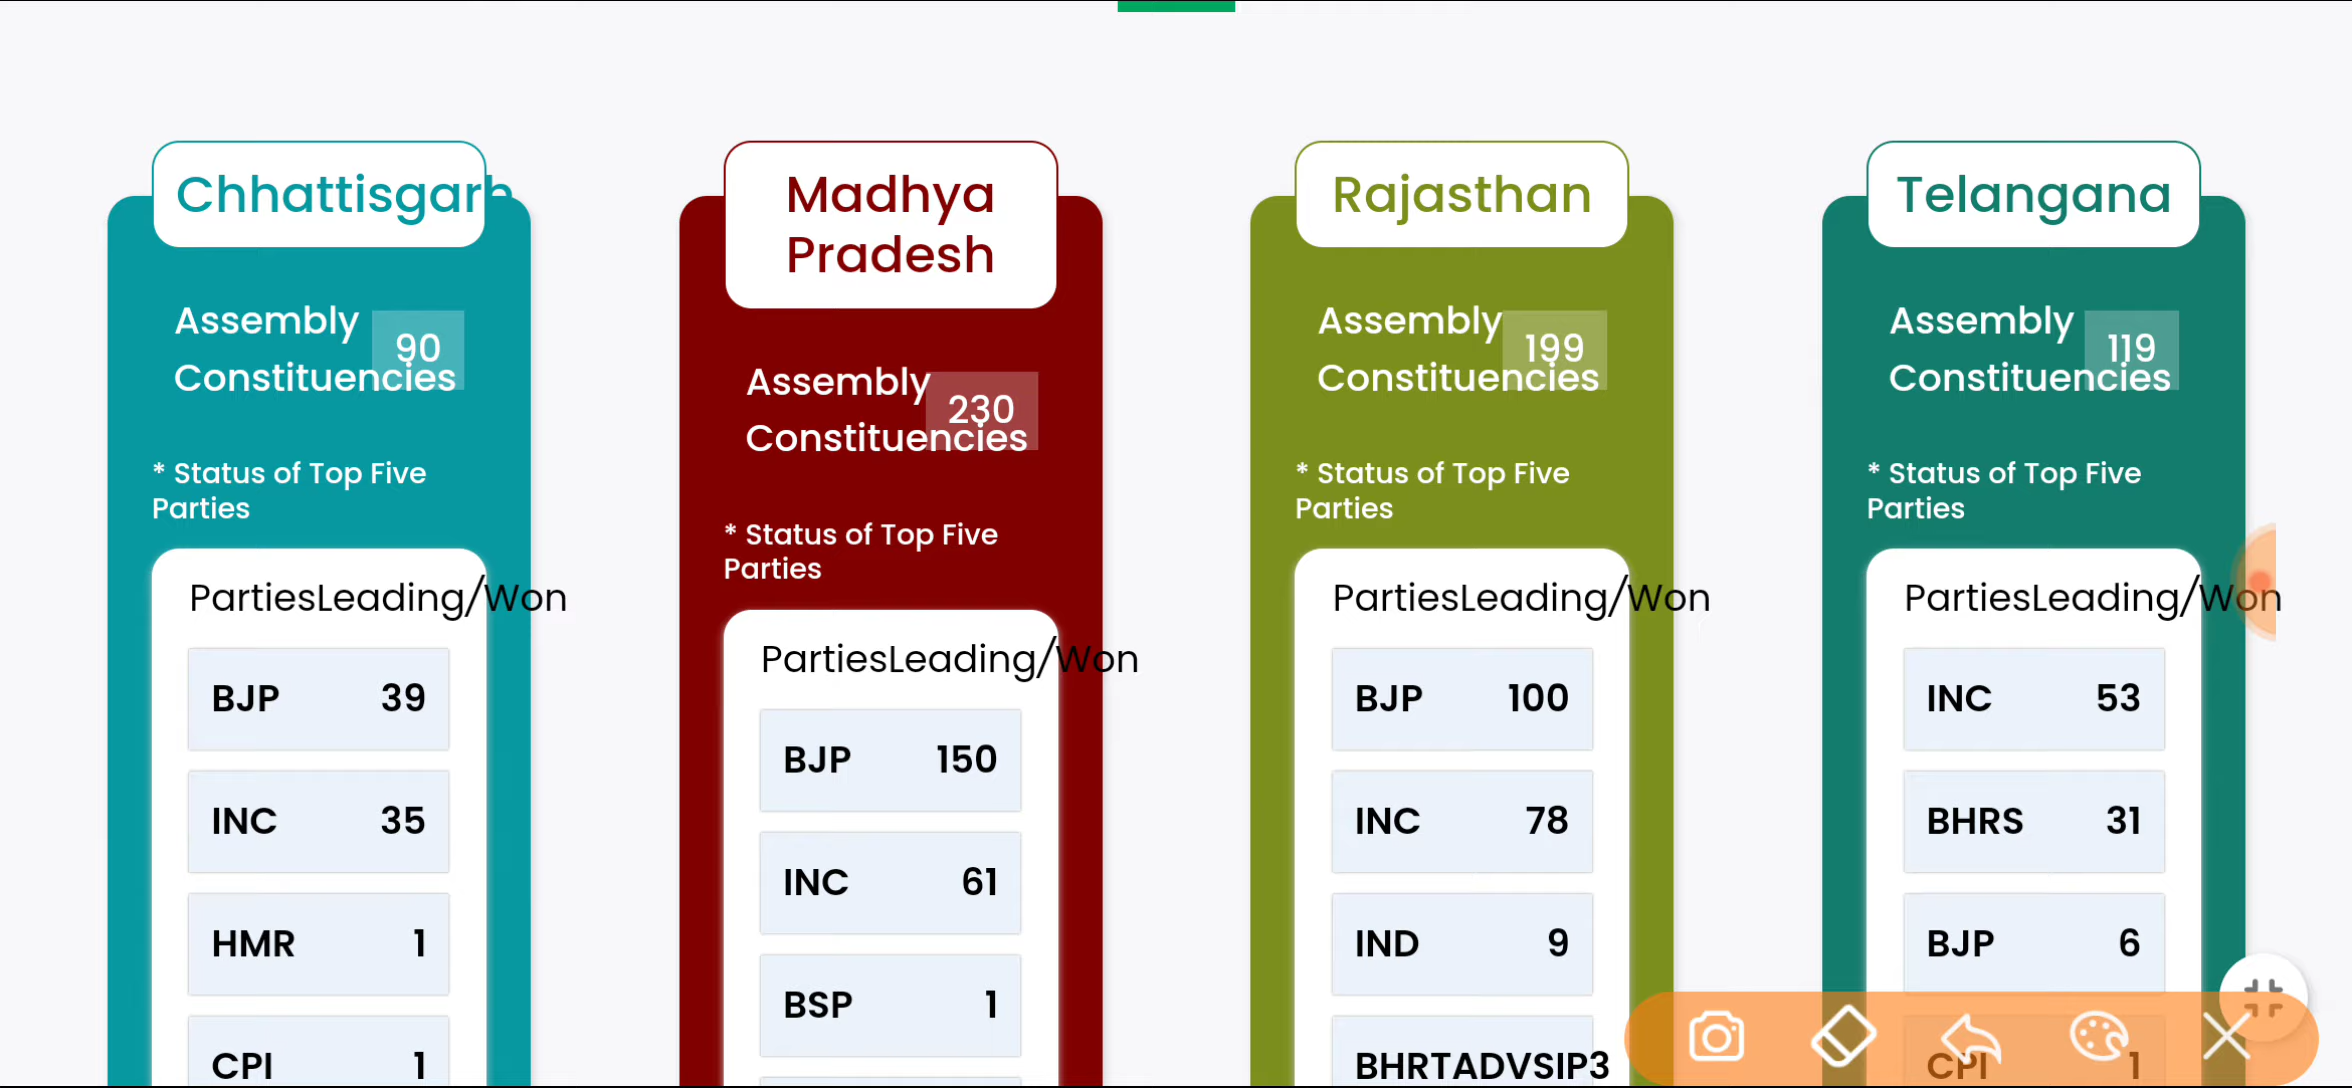 Chhattisgarh
Assembly
Constituencies
90
* Status of Top Five
Parties
PartiesLeading/Won
BJP 39
INC 35
HMR 1
CPI 1
Madhya
Pradesh
Assembly
Constituencies
230
* Status of Top Five
Parties
PartiesLeading/Won
BJP 150
INC 61
BSP 1
Rajasthan
Assembly
Constituencies
199
* Status of Top Five
Parties
PartiesLeading/Won
BJP 100
INC 78
IND 9
BHRTADVSIP3
Telangana
Assembly
Constituencies
119
* Status of Top Five
Parties
PartiesLeading/Won
INC 53
BHRS 31
BJP 6
CPI 1